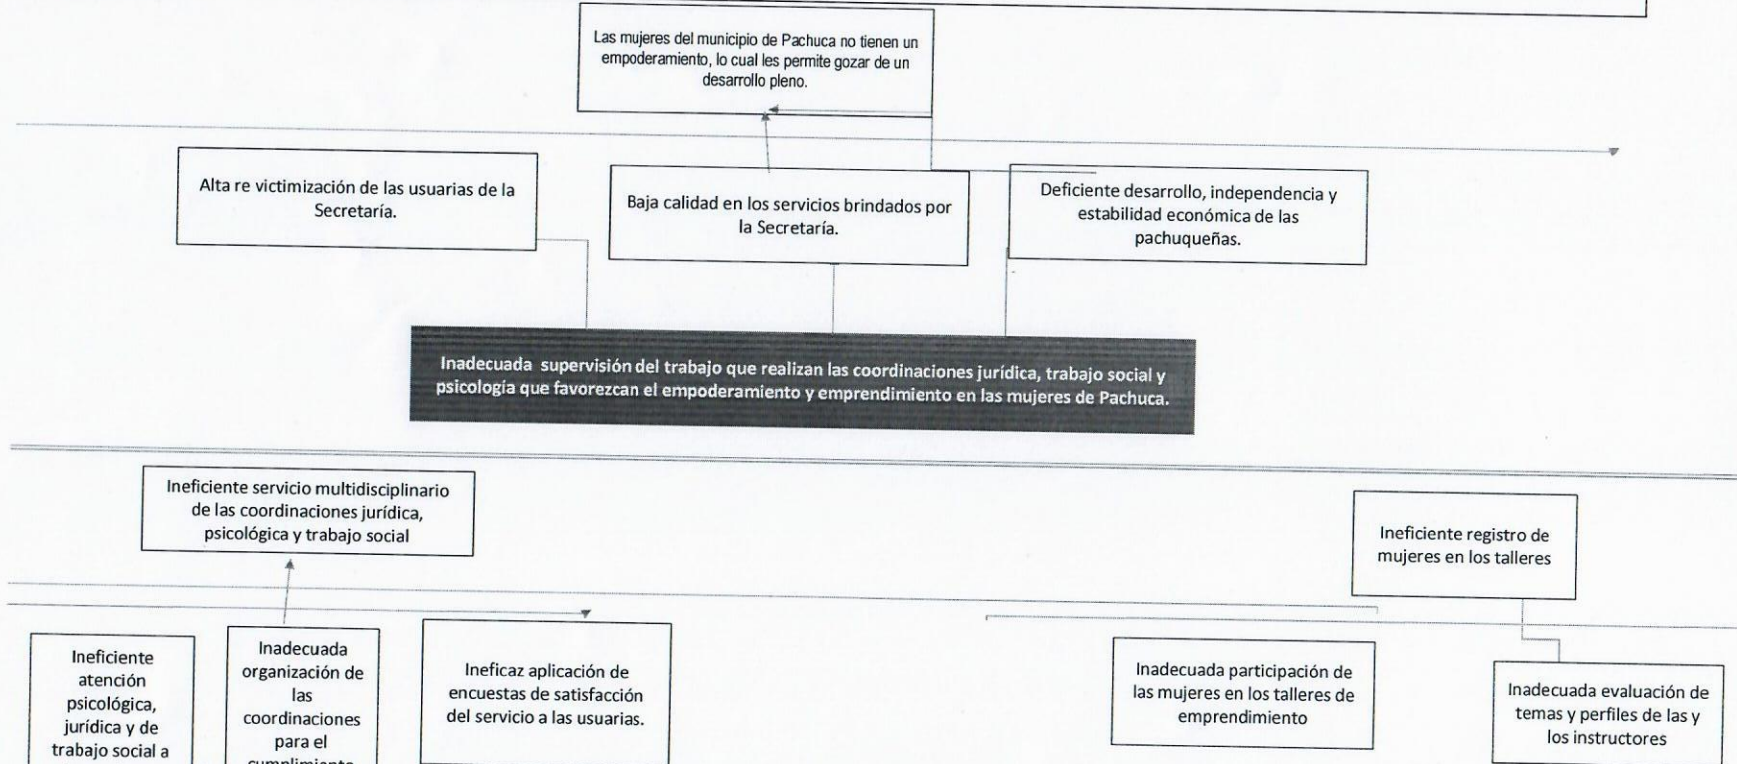 Las mujeres del municipio de Pachuca no tienen un
empoderamiento, lo cual les permite gozar de un
desarrollo pleno.
Alta re victimización de las usuarias de la
Secretaría.
Baja calidad en los servicios brindados por
la Secretaría.
Deficiente desarrollo, independencia y
estabilidad económica de las
pachuqueñas.
Inadecuada supervisión del trabajo que realizan las coordinaciones jurídica, trabajo social y
psicología que favorezcan el empoderamiento y emprendimiento en las mujeres de Pachuca.
Ineficiente servicio multidisciplinario
de las coordinaciones jurídica,
psicológica y trabajo social
Ineficiente registro de
mujeres en los talleres
Ineficiente
atención
psicológica,
jurídica y de
trabajo social a
Inadecuada
organización de
las
coordinaciones
para el
cumplimiento
Ineficaz aplicación de
encuestas de satisfacción
del servicio a las usuarias.
Inadecuada participación de
las mujeres en los talleres de
emprendimiento
Inadecuada evaluación de
temas y perfiles de las y
los instructores